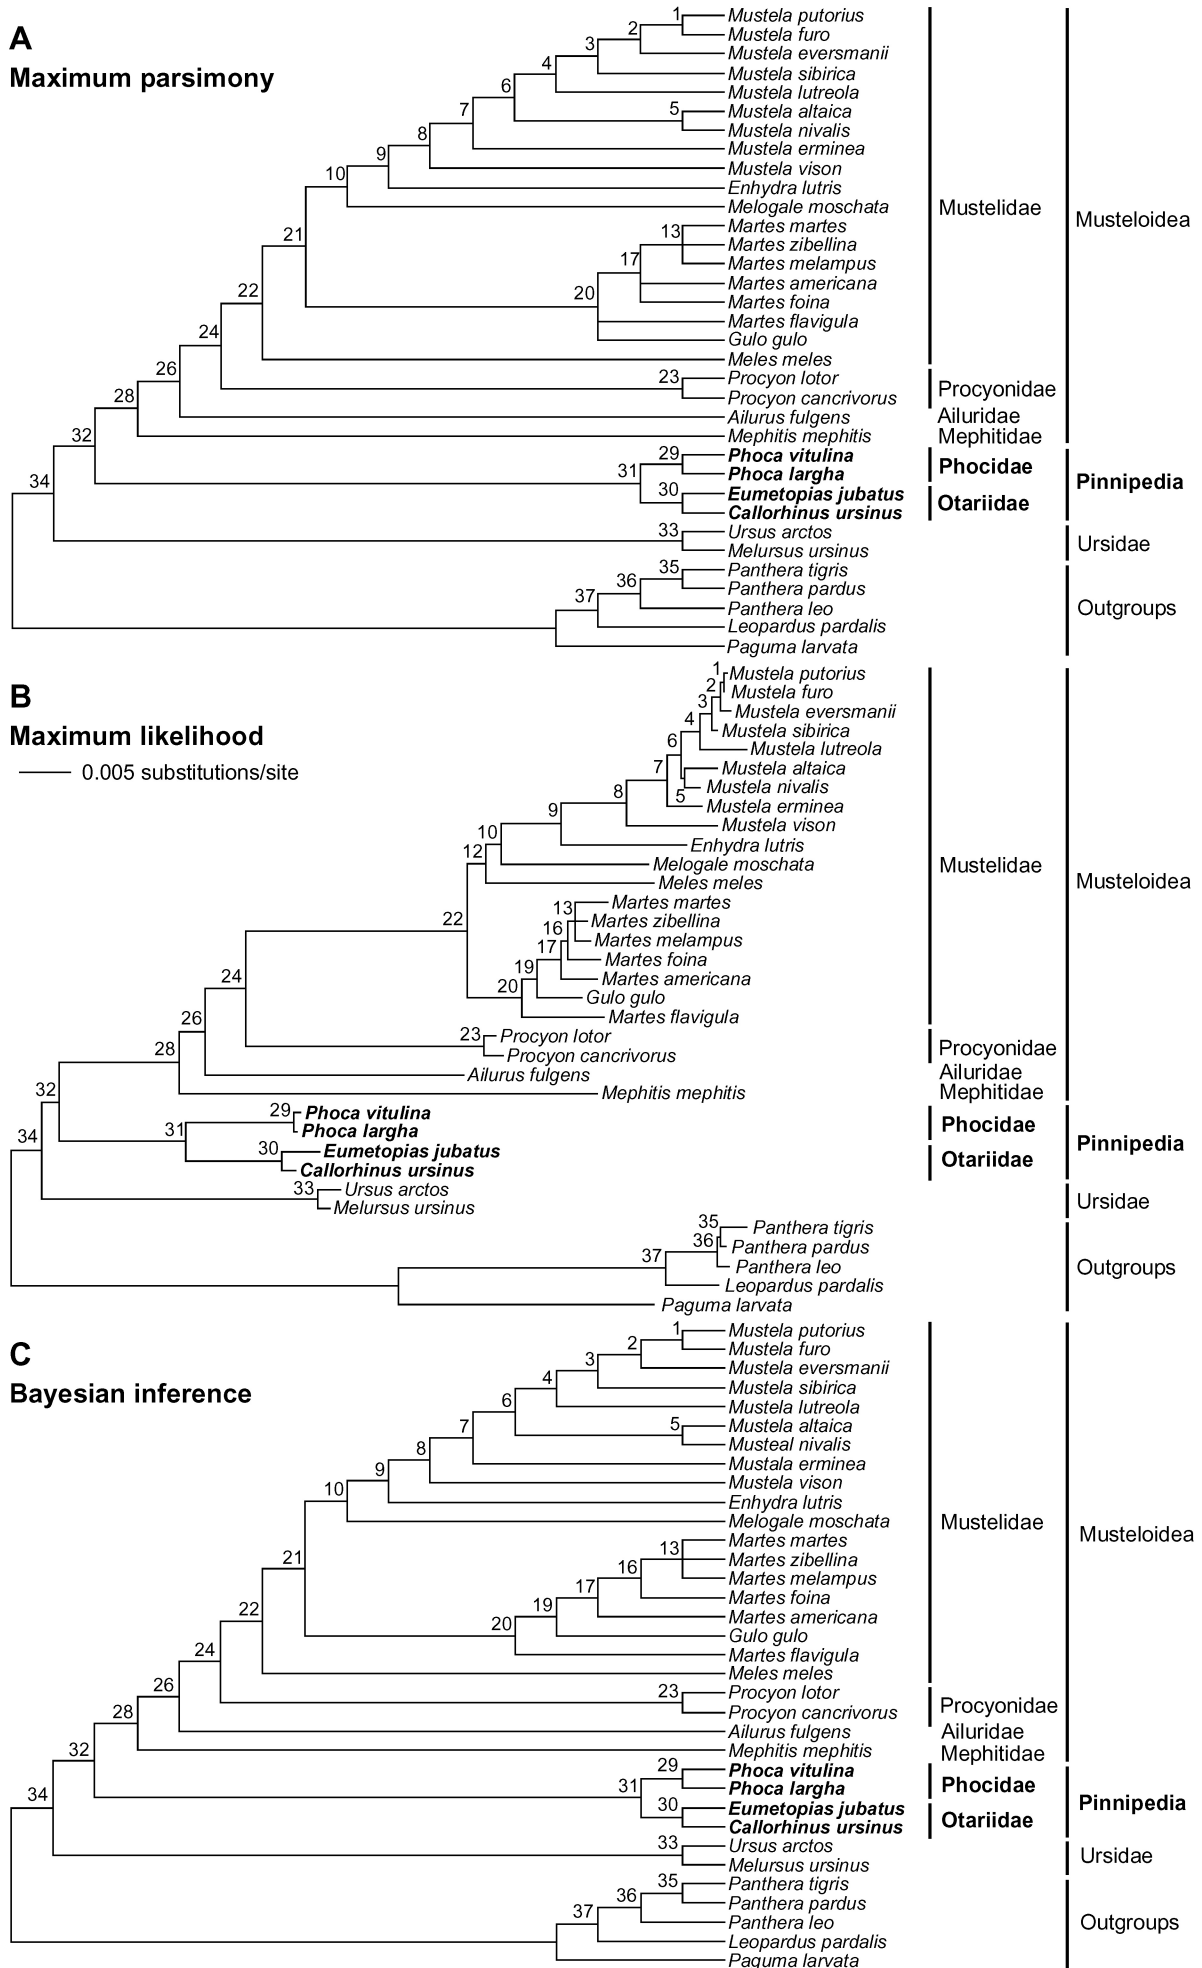 A
Maximum parsimony
1
Mustela putorius
2
Mustela furo
3
Mustela eversmanii
4
Mustela sibirica
6
Mustela lutreola
7
5
Mustela altaica
8
Mustela nivalis
9
Mustela erminea
10
Mustela vison
Enhydra lutris
Melogale moschata
Mustelidae
Musteloidea
21
13
Martes martes
Martes zibellina
17
Martes melampus
22
20
Martes americana
Martes foina
24
Martes flavigula
Gulo gulo
26
Meles meles
28
23
Procyon lotor
Procyonidae
Procyon cancrivorus
Ailurus fulgens
Ailuridae
32
Mephitis mephitis
Mephitidae
29
Phoca vitulina
Phocidae
31
Phoca largha
34
30
Eumetopias jubatus
Otariidae
Pinnipedia
Callorhinus ursinus
33
Ursus arctos
Ursidae
Melursus ursinus
35
Panthera tigris
36
Panthera pardus
37
Panthera leo
Outgroups
Leopardus pardalis
Paguma larvata
B
Maximum likelihood
0.005 substitutions/site
1
Mustela putorius
2
Mustela furo
3
Mustela eversmanii
4
Mustela sibirica
6
Mustela lutreola
7
Mustela altaica
8
5
Mustela nivalis
9
Mustela erminea
10
Mustela vison
12
Enhydra lutris
Melogale moschata
Mustelidae
Musteloidea
Meles meles
22
13
Martes martes
16
Martes zibellina
17
Martes melampus
19
Martes foina
24
20
Martes americana
Gulo gulo
26
Martes flavigula
28
23
Procyon lotor
Procyonidae
Procyon cancrivorus
Ailurus fulgens
Ailuridae
32
Mephitis mephitis
Mephitidae
29
Phoca vitulina
Phocidae
31
Phoca largha
34
30
Eumetopias jubatus
Otariidae
Pinnipedia
Callorhinus ursinus
33
Ursus arctos
Ursidae
Melursus ursinus
35
Panthera tigris
36
Panthera pardus
37
Panthera leo
Outgroups
Leopardus pardalis
Paguma larvata
C
Bayesian inference
1
Mustela putorius
2
Mustela furo
3
Mustela eversmanii
4
Mustela sibirica
6
Mustela lutreola
7
5
Mustela altaica
8
Musteal nivalis
9
Mustala erminea
10
Mustela vison
Enhydra lutris
Melogale moschata
Mustelidae
Musteloidea
21
13
Martes martes
16
Martes zibellina
17
Martes melampus
22
19
Martes foina
20
Martes americana
24
Gulo gulo
Martes flavigula
26
Meles meles
28
23
Procyon lotor
Procyonidae
Procyon cancrivorus
Ailurus fulgens
Ailuridae
32
Mephitis mephitis
Mephitidae
29
Phoca vitulina
Phocidae
31
Phoca largha
34
30
Eumetopias jubatus
Otariidae
Pinnipedia
Callorhinus ursinus
33
Ursus arctos
Ursidae
Melursus ursinus
35
Panthera tigris
36
Panthera pardus
37
Panthera leo
Outgroups
Leopardus pardalis
Paguma larvata